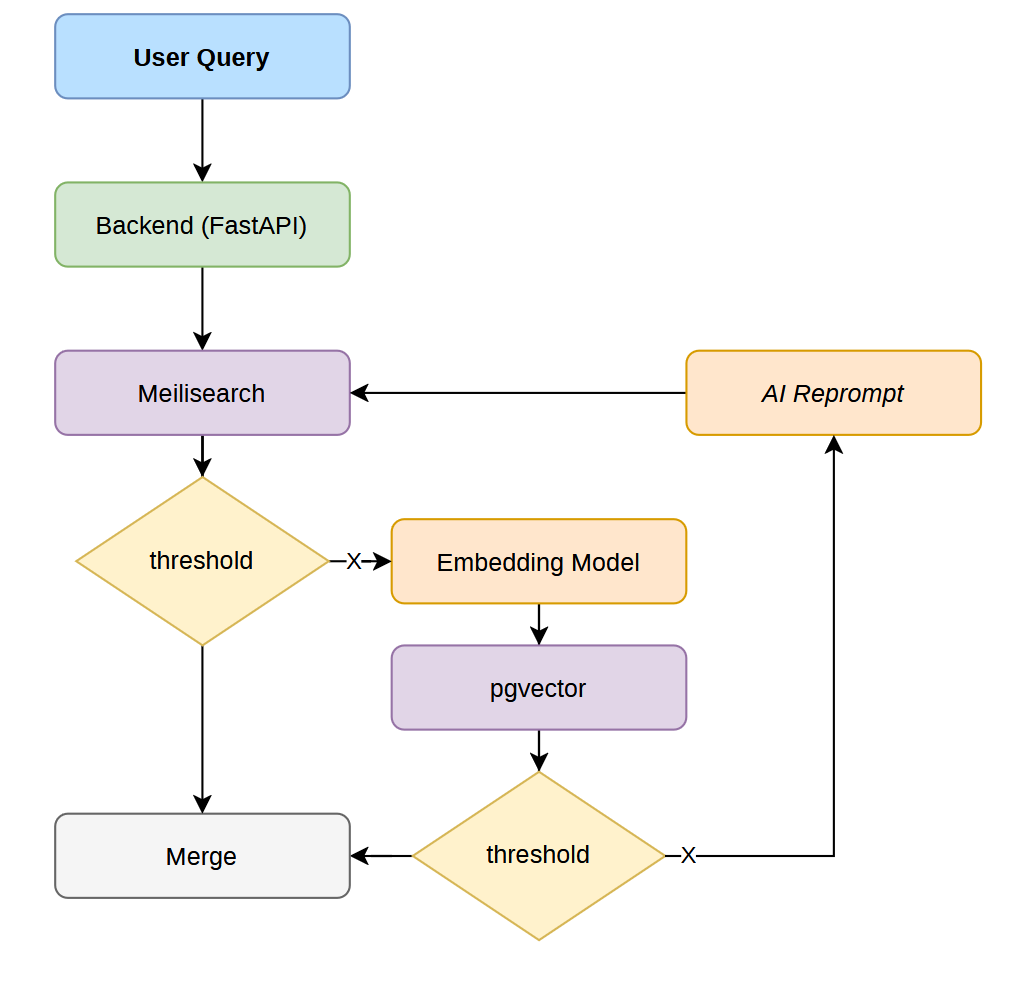 User Query
Backend (FastAPI)
Meilisearch
AI Reprompt
threshold
X
Embedding Model
pgvector
threshold
X
Merge